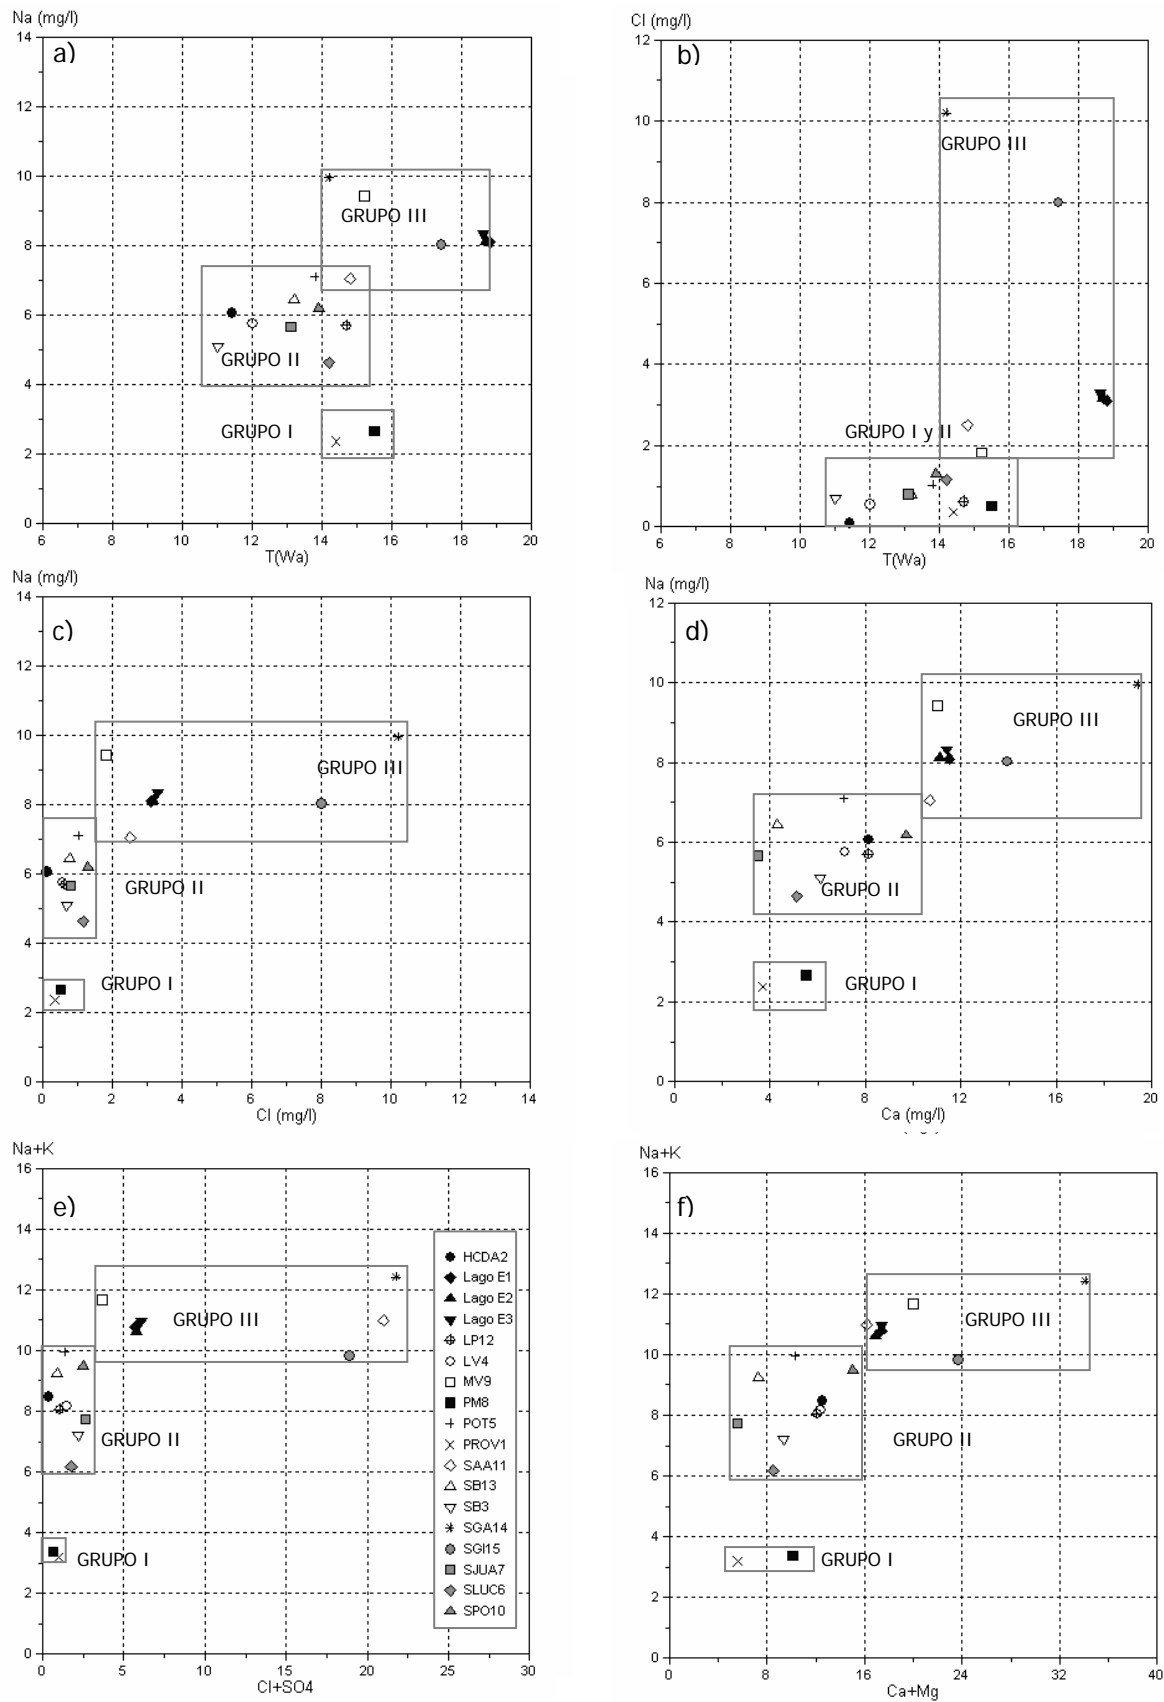 Na (mg/l)
a)
14
12
10
8
6
4
2
0
GRUPO III
GRUPO II
GRUPO I
6 8 10 12 14 16 18 20
T(Wa)
Cl (mg/l)
b)
12
10
8
6
4
2
0
GRUPO III
GRUPO I y II
6 8 10 12 14 16 18 20
T(Wa)
Na (mg/l)
c)
14
12
10
8
6
4
2
0
GRUPO III
GRUPO II
GRUPO I
0 2 4 6 8 10 12 14
Cl (mg/l)
Na (mg/l)
d)
12
10
8
6
4
2
0
GRUPO III
GRUPO II
GRUPO I
0 4 8 12 16 20
Ca (mg/l)
Na+K
e)
16
14
12
10
8
6
4
2
0
GRUPO III
GRUPO II
GRUPO I
HCDA2
Lago E1
Lago E2
Lago E3
LP12
LV4
MV9
PM8
POT5
PROV1
SAA11
SB13
SB3
SGA14
SGI15
SJUA7
SLUC6
SPO10
0 5 10 15 20 25 30
Cl+SO4
Na+K
f)
16
14
12
10
8
6
4
2
0
GRUPO III
GRUPO II
GRUPO I
0 8 16 24 32 40
Ca+Mg